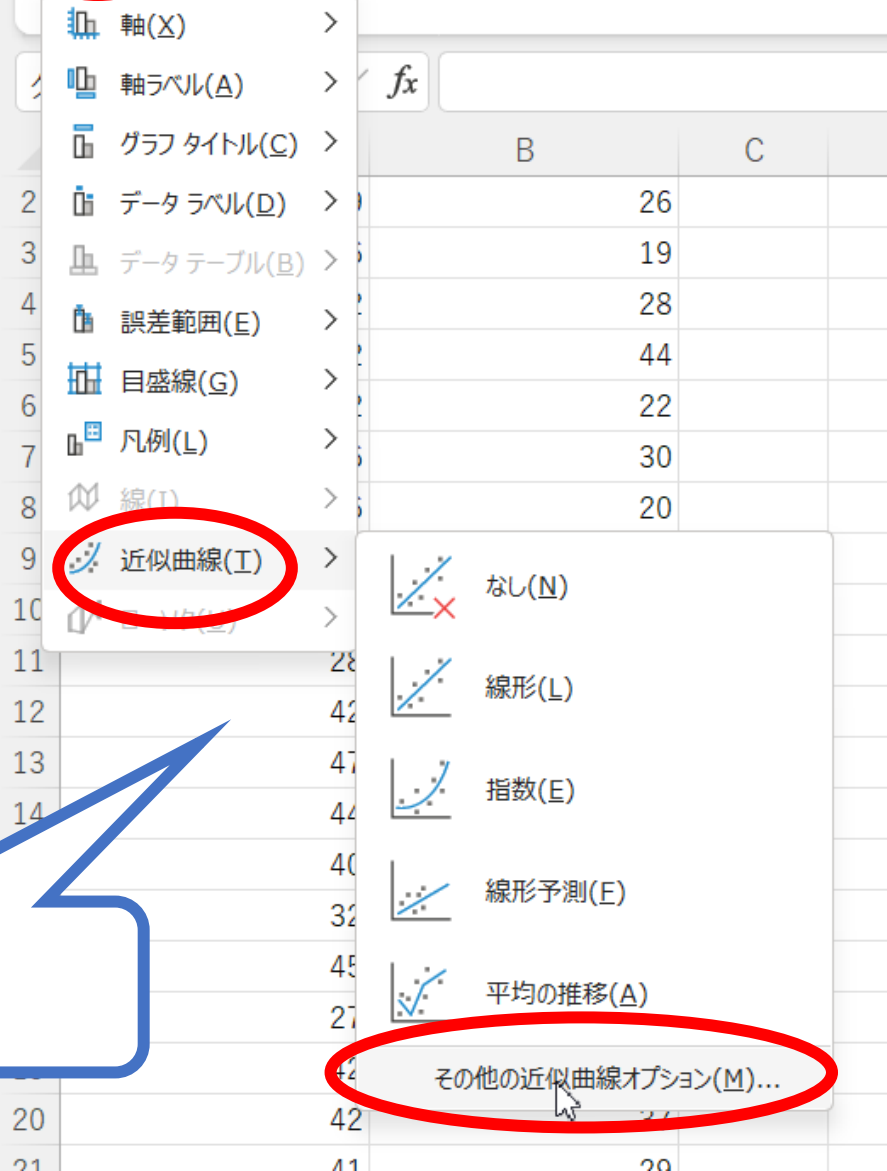 軸(X)
軸ラベル(A)
fx
グラフ タイトル(C)
B C
2 データ ラベル(D) 26
3 データ テーブル(B) 19
4 誤差範囲(E) 28
5 目盛線(G) 44
6 22
7 凡例(L) 30
8 線(I) 20
9 近似曲線(T)
なし(N)
10
11 28
線形(L)
12 42
13 47
指数(E)
14 44
40
線形予測(F)
32
45
平均の推移(A)
27
42
その他の近似曲線オプション(M)...
20 42
21 41 29